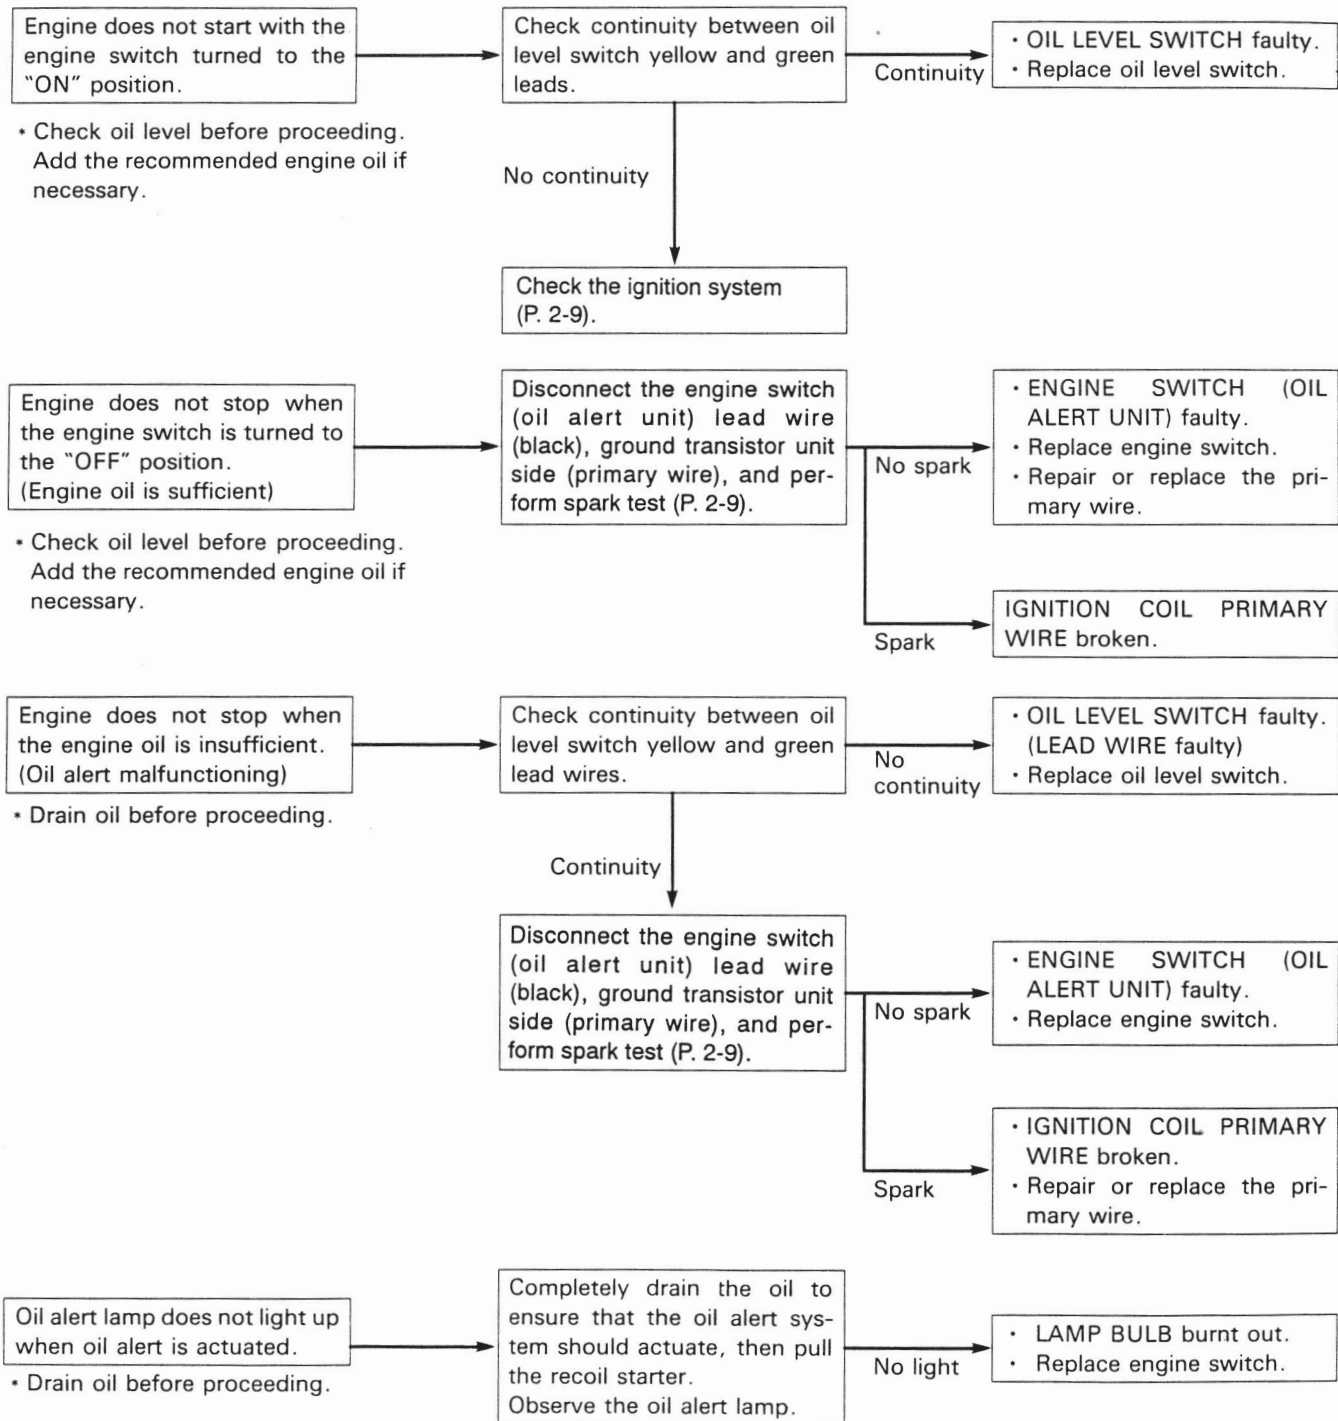 Engine does not start with the
engine switch turned to the
"ON" position.
* Check oil level before proceeding.
Add the recommended engine oil if
necessary.
Check continuity between oil
level switch yellow and green
leads.
Continuity
· OIL LEVEL SWITCH faulty.
· Replace oil level switch.
No continuity
Check the ignition system
(P. 2-9).
Engine does not stop when
the engine switch is turned to
the "OFF" position.
(Engine oil is sufficient)
* Check oil level before proceeding.
Add the recommended engine oil if
necessary.
Disconnect the engine switch
(oil alert unit) lead wire
(black), ground transistor unit
side (primary wire), and per-
form spark test (P. 2-9).
No spark
· ENGINE SWITCH (OIL
ALERT UNIT) faulty.
· Replace engine switch.
· Repair or replace the pri-
mary wire.
Spark
IGNITION COIL PRIMARY
WIRE broken.
Engine does not stop when
the engine oil is insufficient.
(Oil alert malfunctioning)
* Drain oil before proceeding.
Check continuity between oil
level switch yellow and green
lead wires.
No
continuity
· OIL LEVEL SWITCH faulty.
(LEAD WIRE faulty)
· Replace oil level switch.
Continuity
Disconnect the engine switch
(oil alert unit) lead wire
(black), ground transistor unit
side (primary wire), and per-
form spark test (P. 2-9).
No spark
· ENGINE SWITCH (OIL
ALERT UNIT) faulty.
· Replace engine switch.
Spark
· IGNITION COIL PRIMARY
WIRE broken.
· Repair or replace the pri-
mary wire.
Oil alert lamp does not light up
when oil alert is actuated.
* Drain oil before proceeding.
Completely drain the oil to
ensure that the oil alert sys-
tem should actuate, then pull
the recoil starter.
Observe the oil alert lamp.
No light
· LAMP BULB burnt out.
· Replace engine switch.